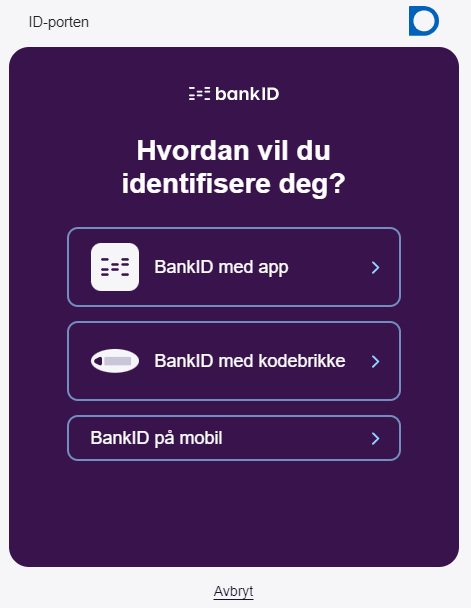 ID-porten
bankID
Hvordan vil du
identifisere deg?
BankID med app
BankID med kodebrikke
BankID på mobil
Avbryt